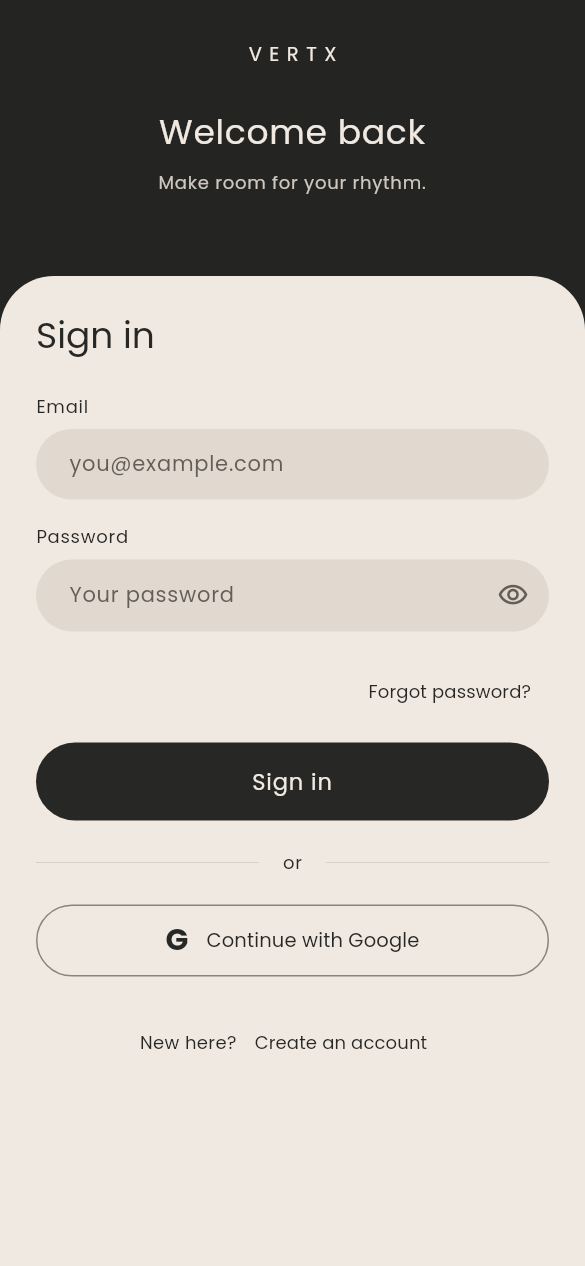 VERTX
Welcome back
Make room for your rhythm.
Sign in
Email
you@example.com
Password
Your password
Forgot password?
Sign in
or
G Continue with Google
New here? Create an account